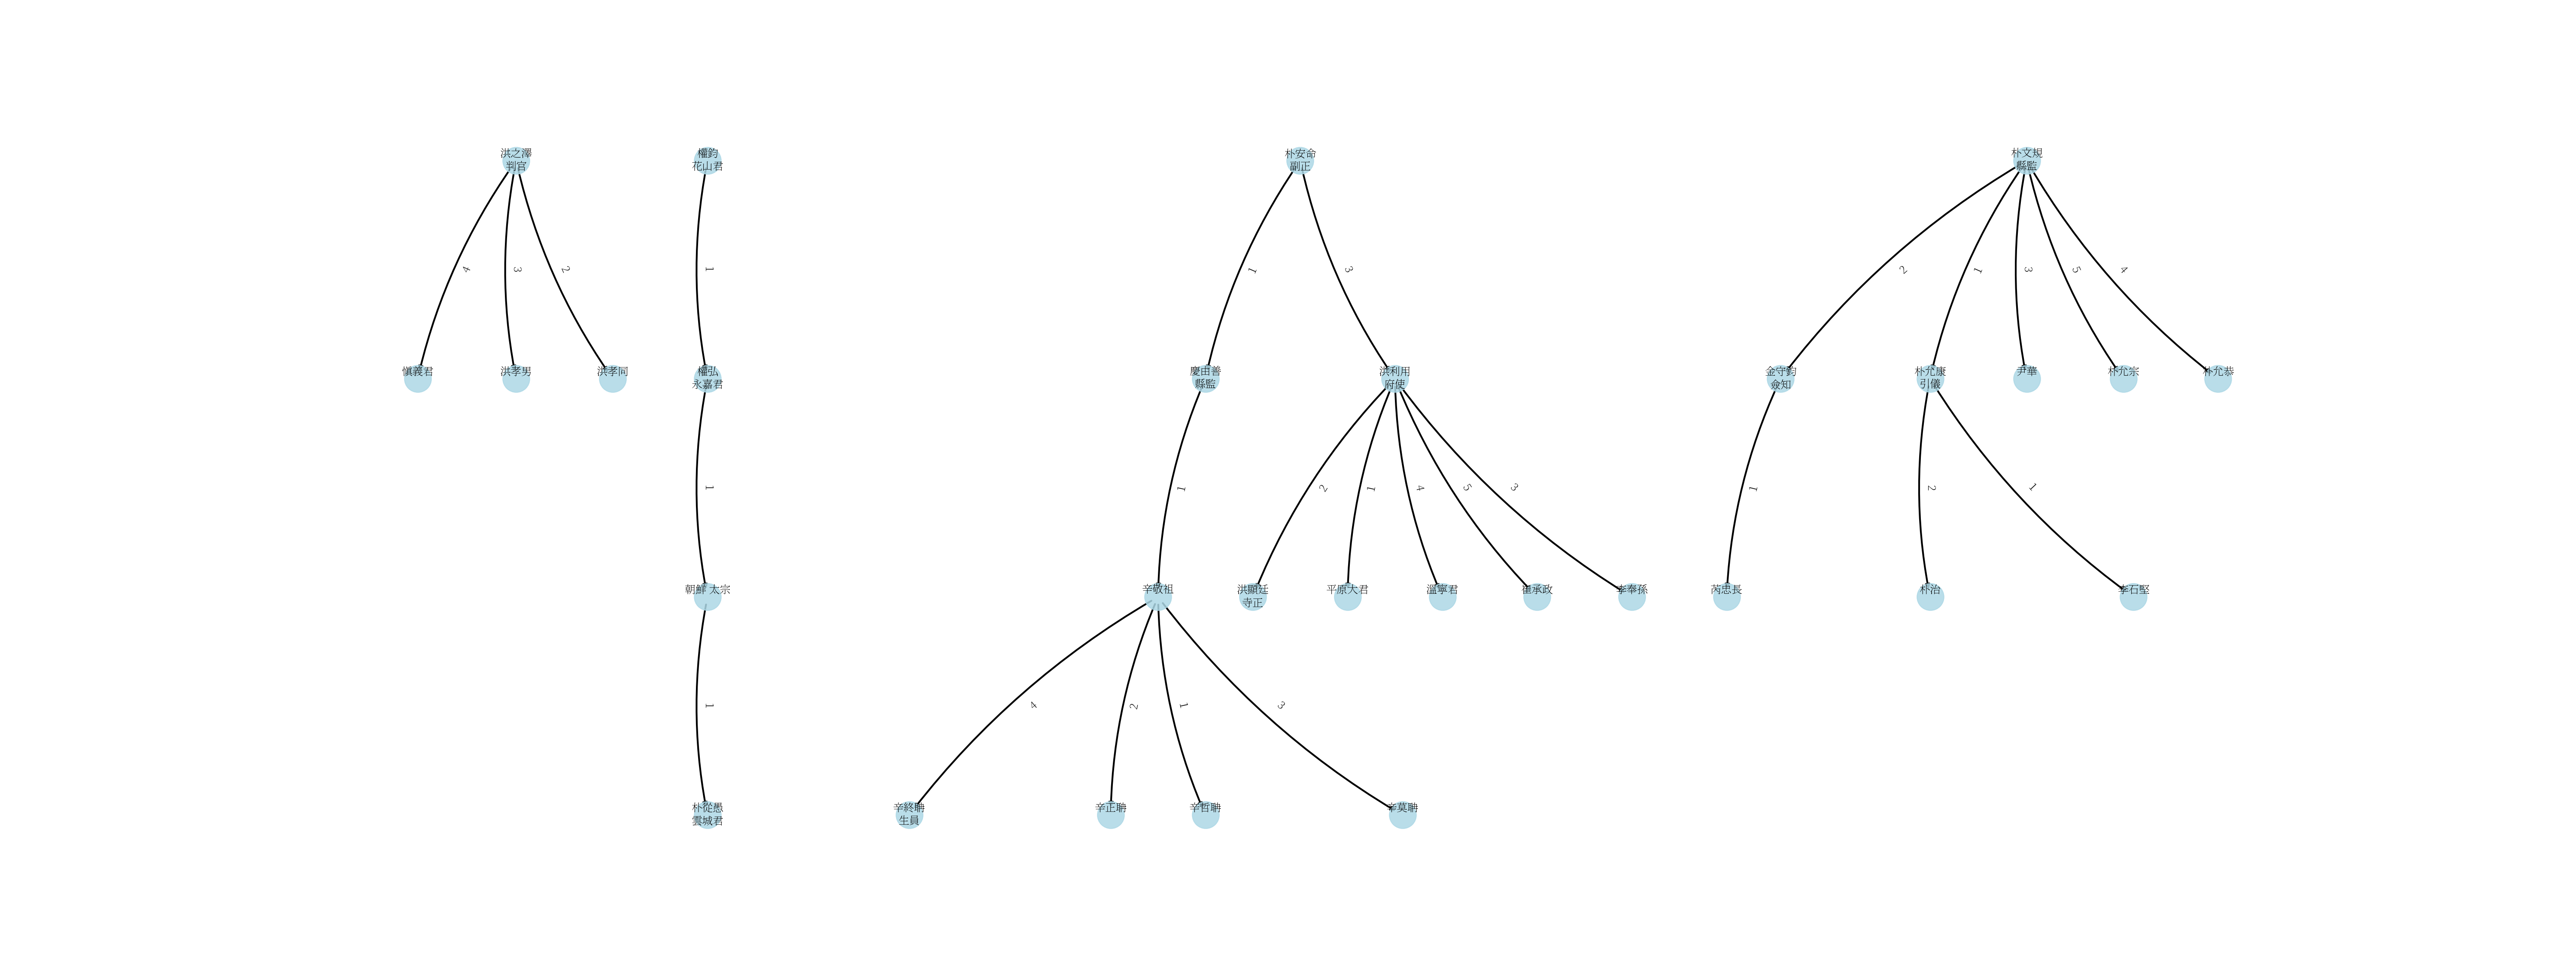 洪之澤
判官
權鈞
花山君
朴安命
副正
朴文規
縣監
4
3
2
1
1
3
2
1
3
5
4
愼義君
洪孝男
洪孝同
權弘
永嘉君
慶由善
縣監
洪利用
府使
金守鈞
僉知
朴允康
引儀
尹華
朴允宗
朴允恭
1
1
2
1
4
5
3
1
2
1
朝鮮 太宗
辛敬祖
洪顯廷
寺正
平原大君
溫寧君
崔承政
李奉孫
芮忠長
朴治
李石堅
1
4
2
1
3
朴從愚
雲城君
辛終聃
生員
辛正聃
辛哲聃
辛莫聃